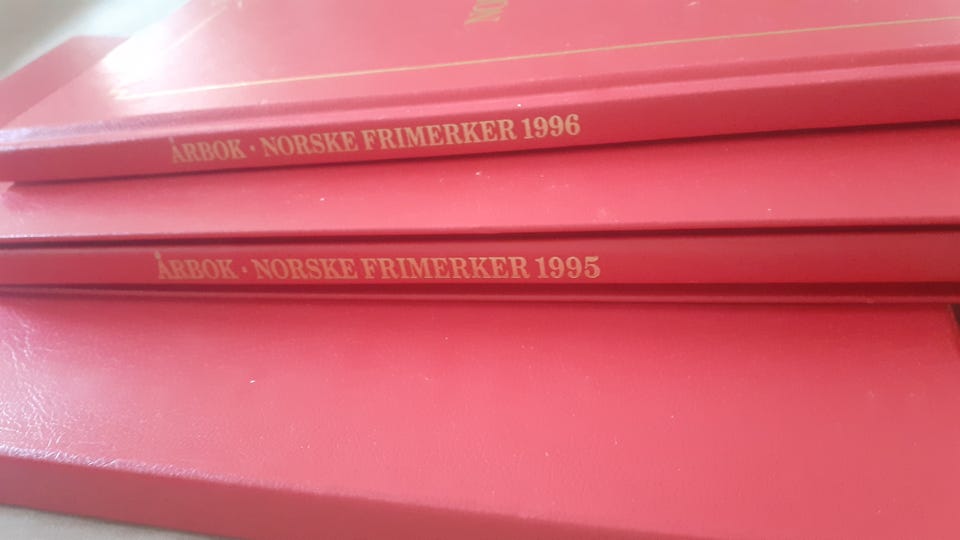 ÅRBOK · NORSKE FRIMERKER 1996
ÅRBOK · NORSKE FRIMERKER 1995